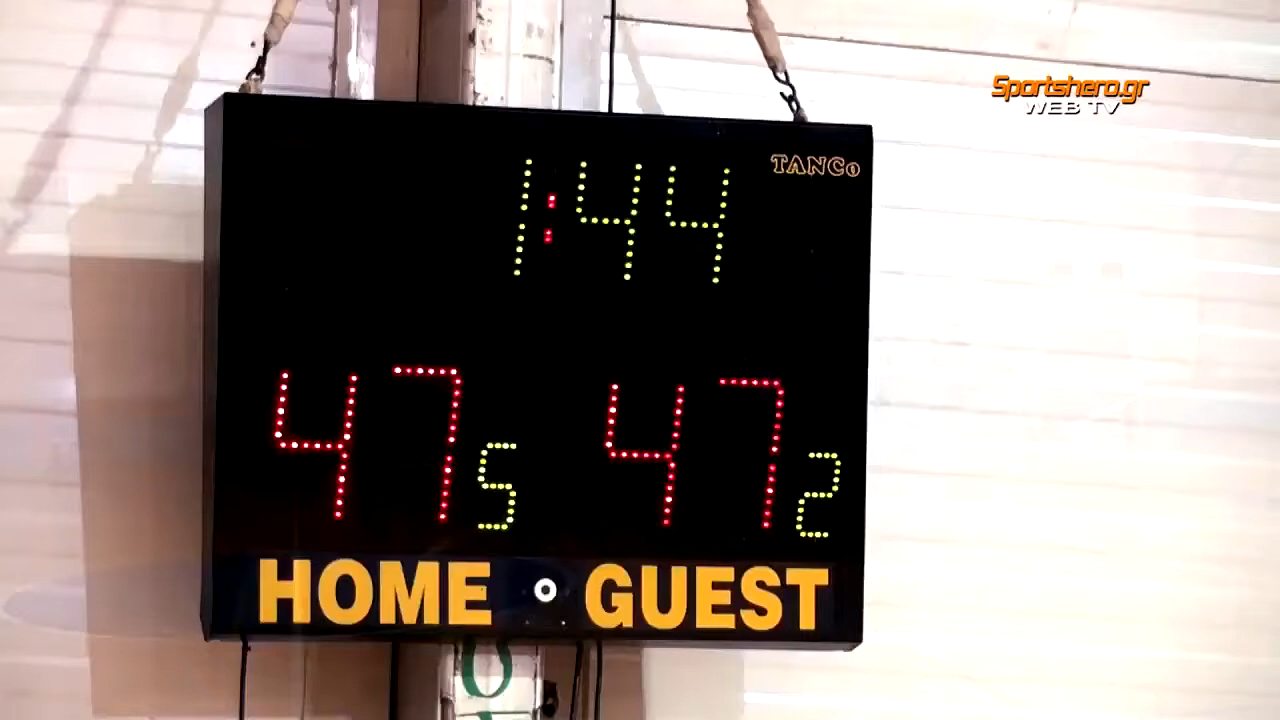 Sportshero.gr
WEB TV
TANCo
1:44
47 5 47 2
HOME GUEST